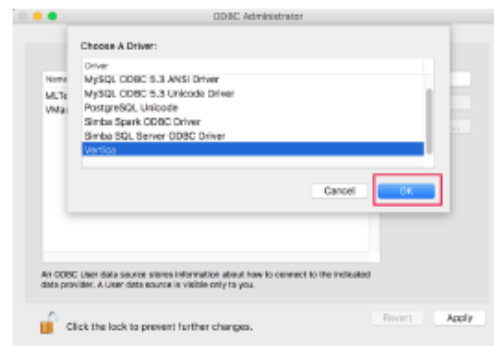 ODBC Administrator
Choose A Driver:
Driver
MySQL ODBC 5.3 ANSI Driver
MySQL ODBC 5.3 Unicode Driver
PostgreSQL Unicode
Simba Spark ODBC Driver
Simba SQL Server ODBC Driver
Vertica
Cancel
OK
Name
MLTe
VMar
An ODBC User data source stores information about how to connect to the indicated
data provider. A User data source is visible only to you.
Click the lock to prevent further changes.
Revert
Apply